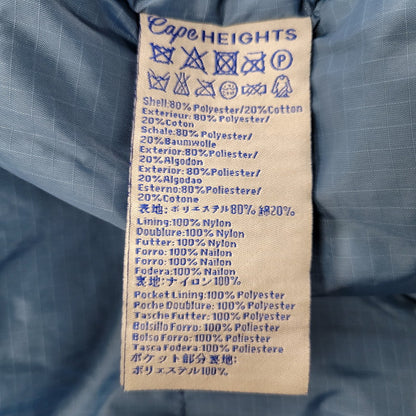 Cape HEIGHTS
P
Shell:80% Polyester/20%Cotton
Exterieur: 80% Polyester/
20%Coton
Schale:80% Polyester/
20%Baumwolle
Exterior:80% Poliester/
20%Algodon
Exterior:80% Poliester/
20%Algodao
Esterno:80% Poliestere/
20%Cotone
表地:ポリエステル80% 綿20%
Lining:100% Nylon
Doublure:100% Nylon
Futter:100% Nylon
Forro:100% Nailon
Forro:100% Nailon
Fodera:100% Nailon
裏地:ナイロン 100%
Pocket Lining:100% Polyester
Poche Doublure: 100% Polyester
Tasche Futter:100% Polyester
Bolsillo Forro:100% Poliester
Bolso Forro:100% Poliester
Tasca Fodera:100% Poliestere
ポケット部分裏地:
ポリエステル100%